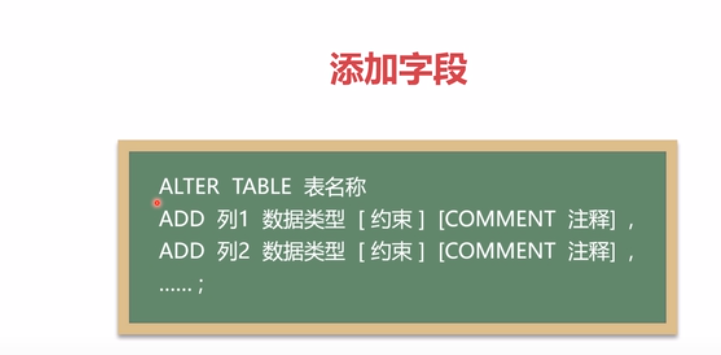 添加字段
ALTER TABLE 表名称
ADD 列1 数据类型 [ 约束 ] [COMMENT 注释] ,
ADD 列2 数据类型 [ 约束 ] [COMMENT 注释] ,
...... ;